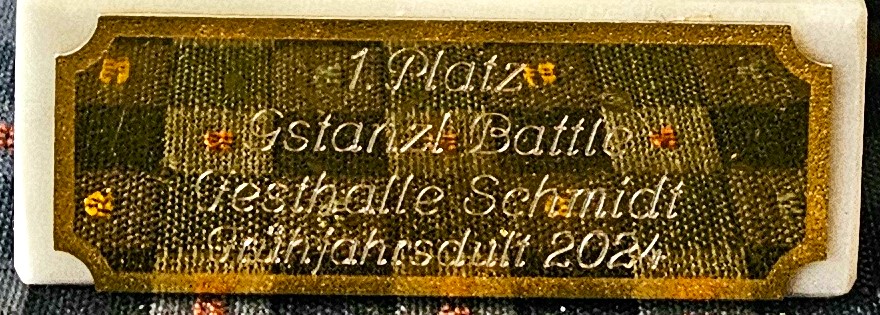 1. Platz
Gstanzl Battle
Festhalle Schmidt
Frühjahrsdult 2024